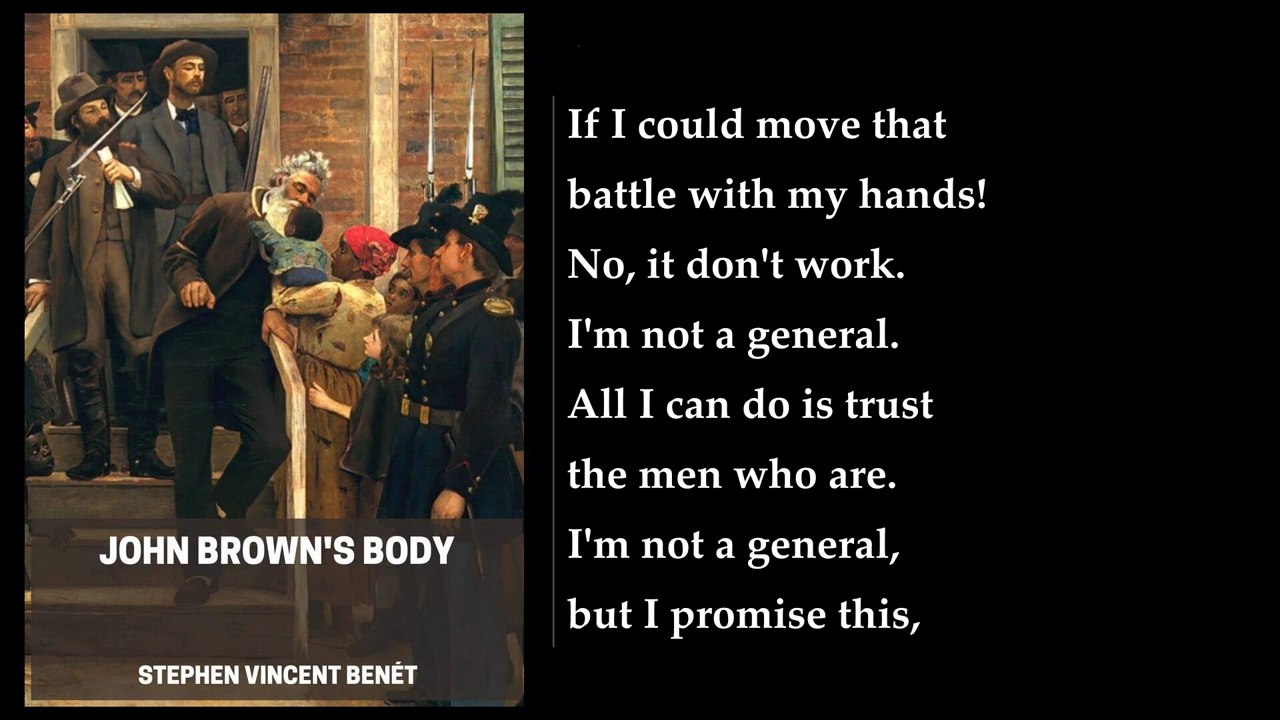 JOHN BROWN'S BODY
STEPHEN VINCENT BENÉT
If I could move that
battle with my hands!
No, it don't work.
I'm not a general.
All I can do is trust
the men who are.
I'm not a general,
but I promise this,